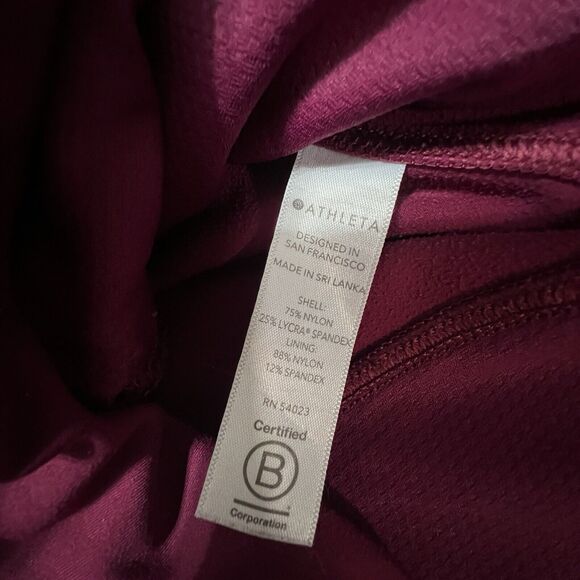 ATHLETA
DESIGNED IN
SAN FRANCISCO
MADE IN SRI LANKA
SHELL:
75% NYLON
25% LYCRA® SPANDEX
LINING:
88% NYLON
12% SPANDEX
RN 54023
Certified
B
Corporation